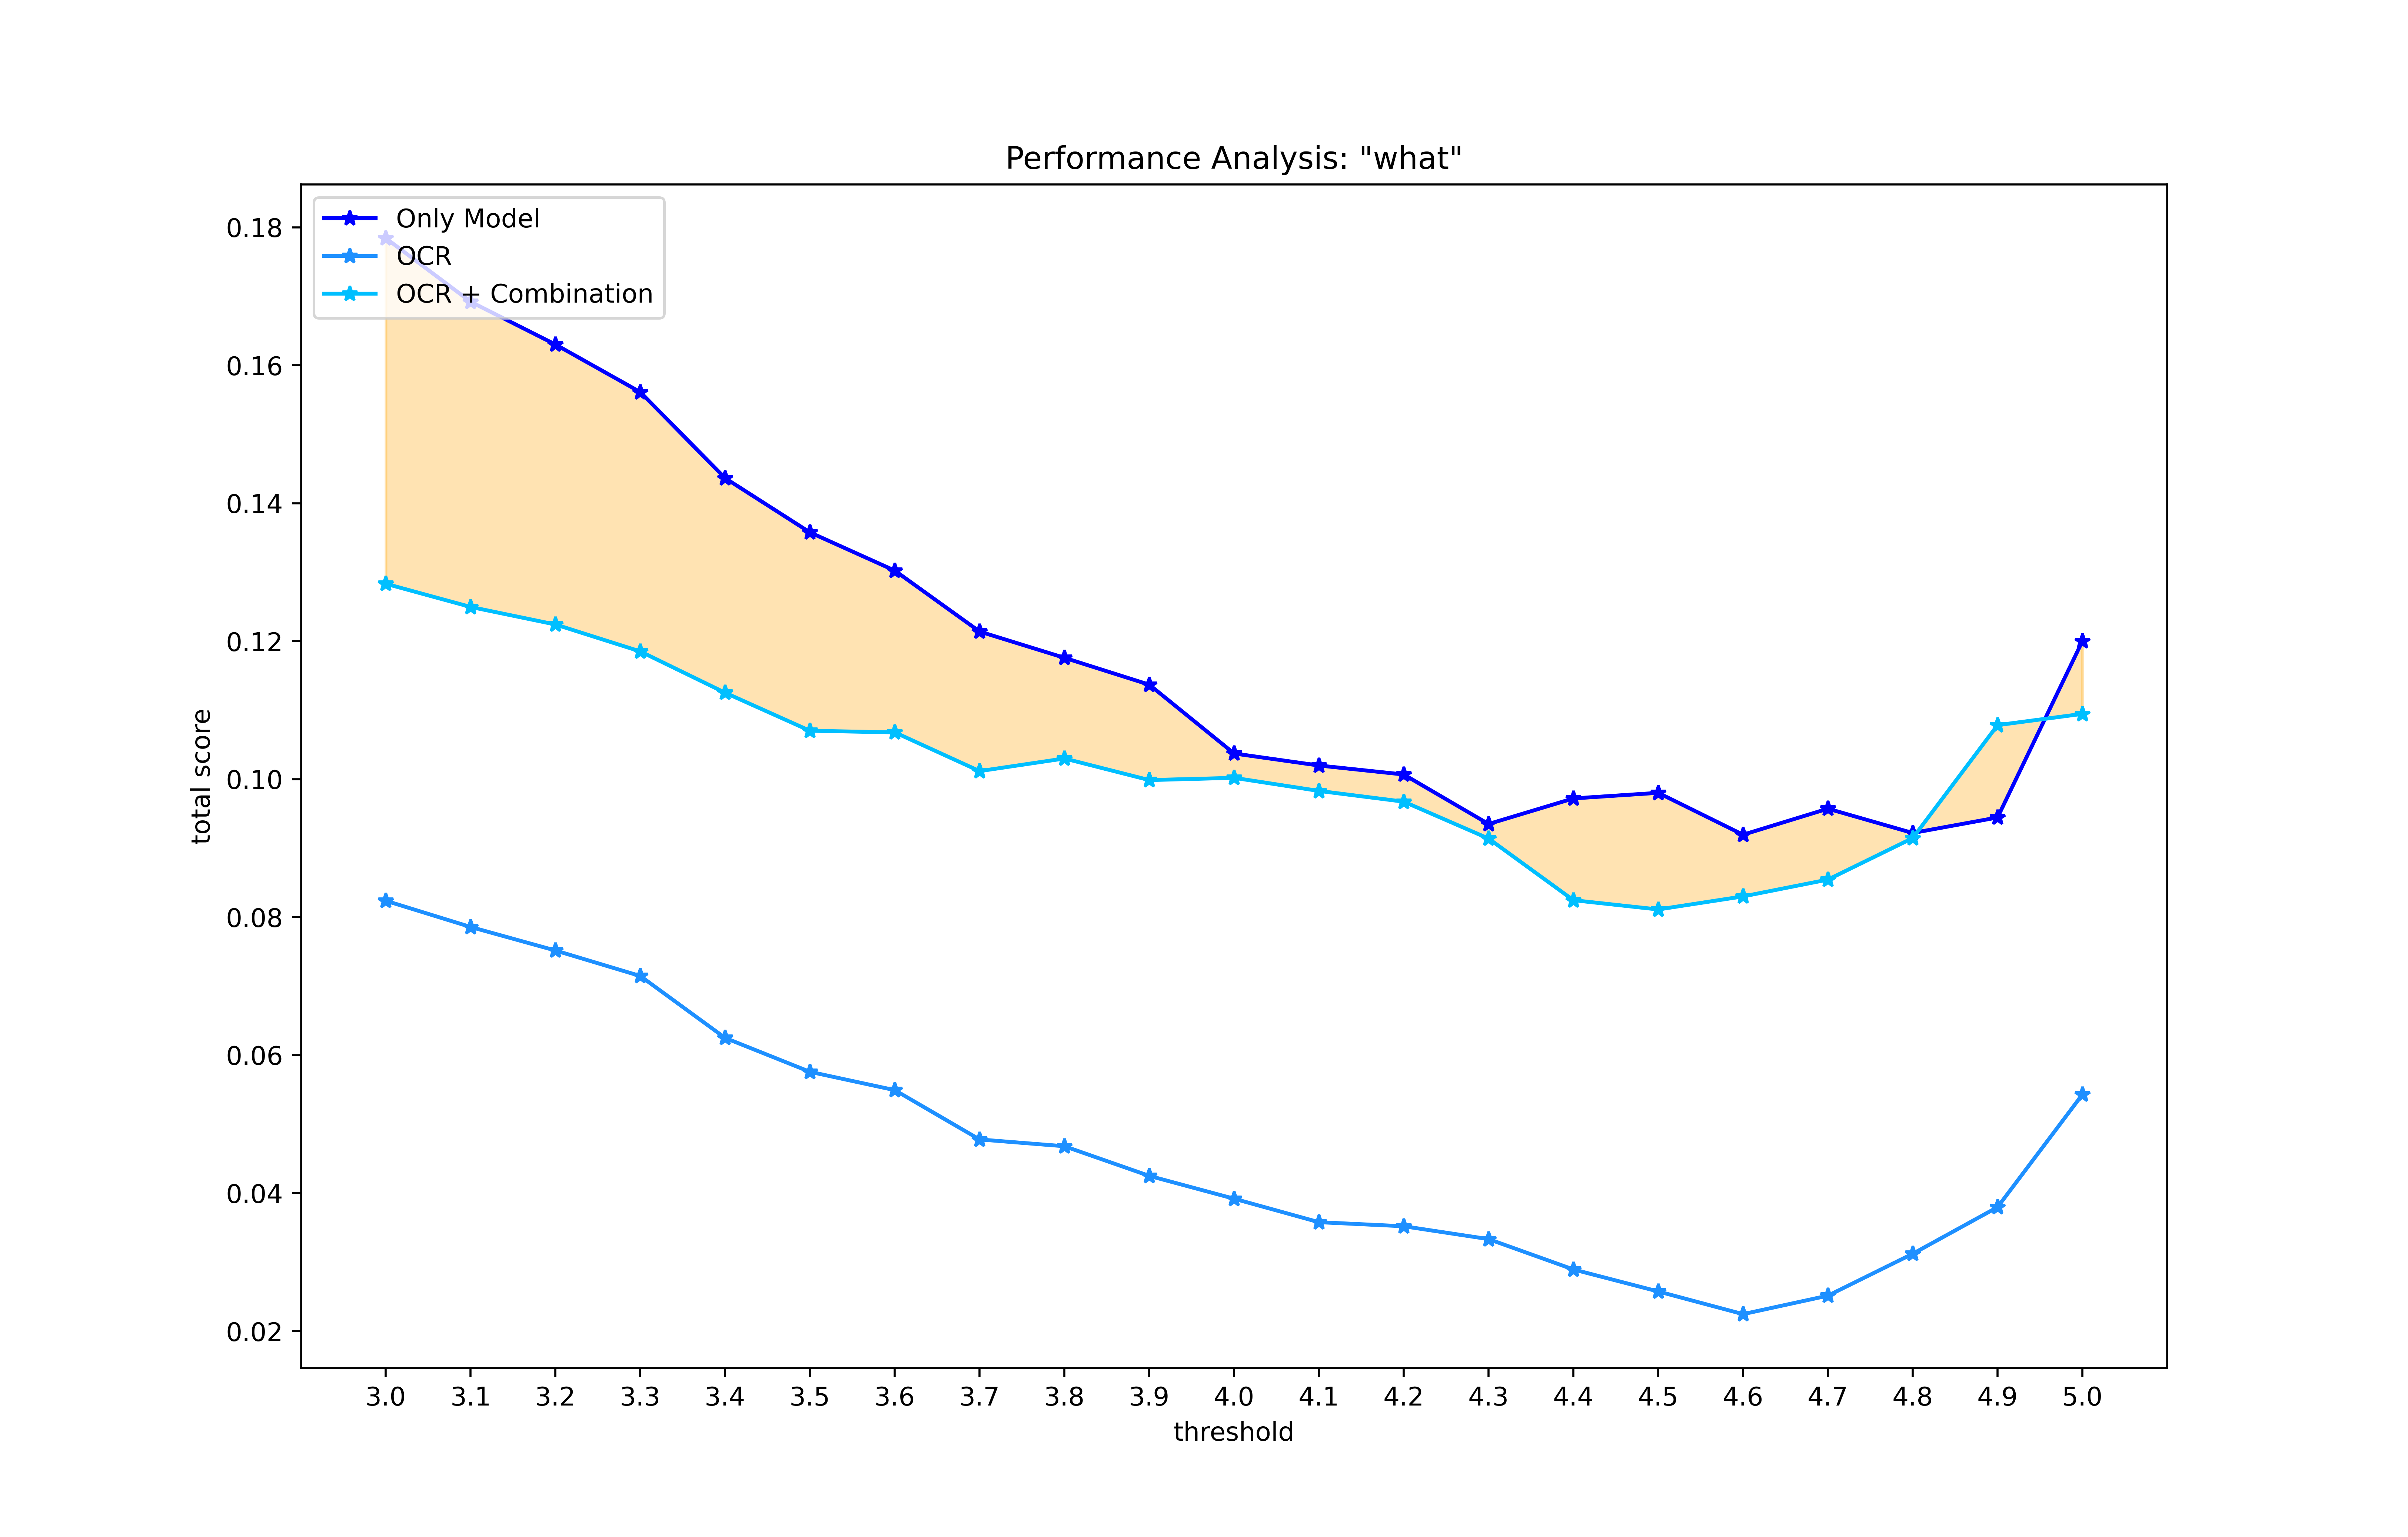 Performance Analysis: "what"
Only Model
OCR
OCR + Combination
0.18
0.16
0.14
0.12
0.10
0.08
0.06
0.04
0.02
total score
3.0 3.1 3.2 3.3 3.4 3.5 3.6 3.7 3.8 3.9 4.0 4.1 4.2 4.3 4.4 4.5 4.6 4.7 4.8 4.9 5.0
threshold